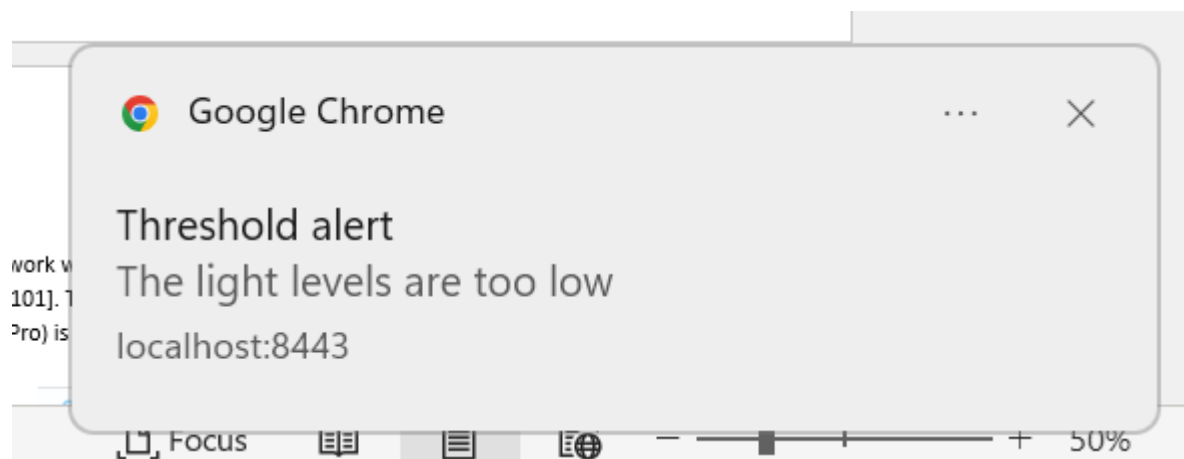 Google Chrome
Threshold alert
The light levels are too low
localhost:8443
work w
101]. T
Pro) is
Focus
50%